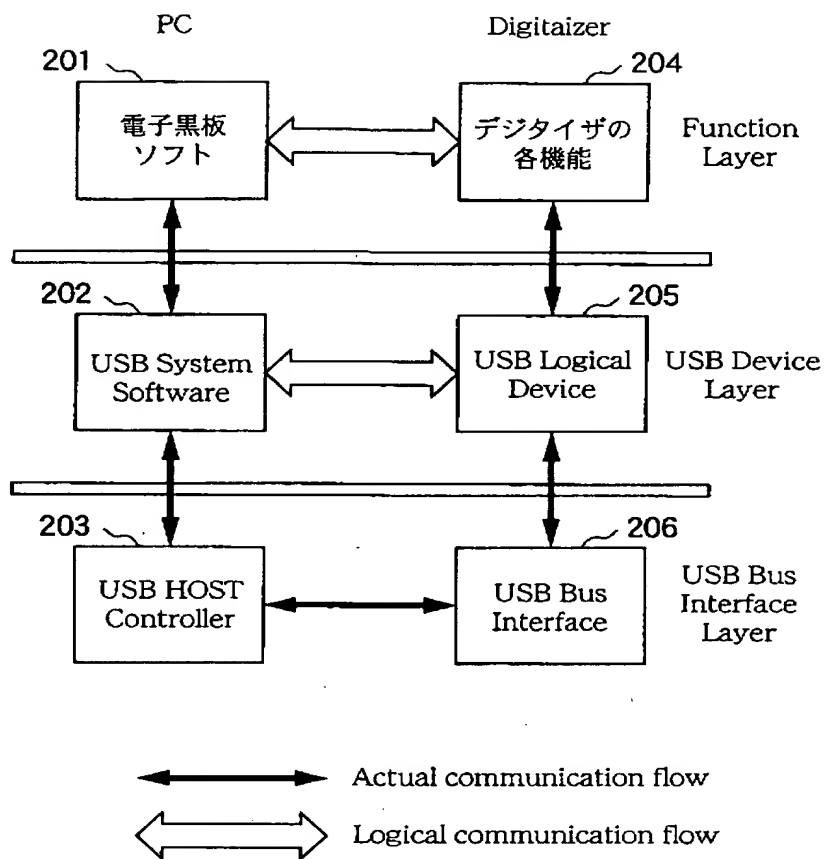 PC
Digitaizer
201
204
電子黒板
ソフト
デジタイザの
各機能
Function
Layer
202
205
USB System
Software
USB Logical
Device
USB Device
Layer
203
206
USB HOST
Controller
USB Bus
Interface
USB Bus
Interface
Layer
Actual communication flow
Logical communication flow